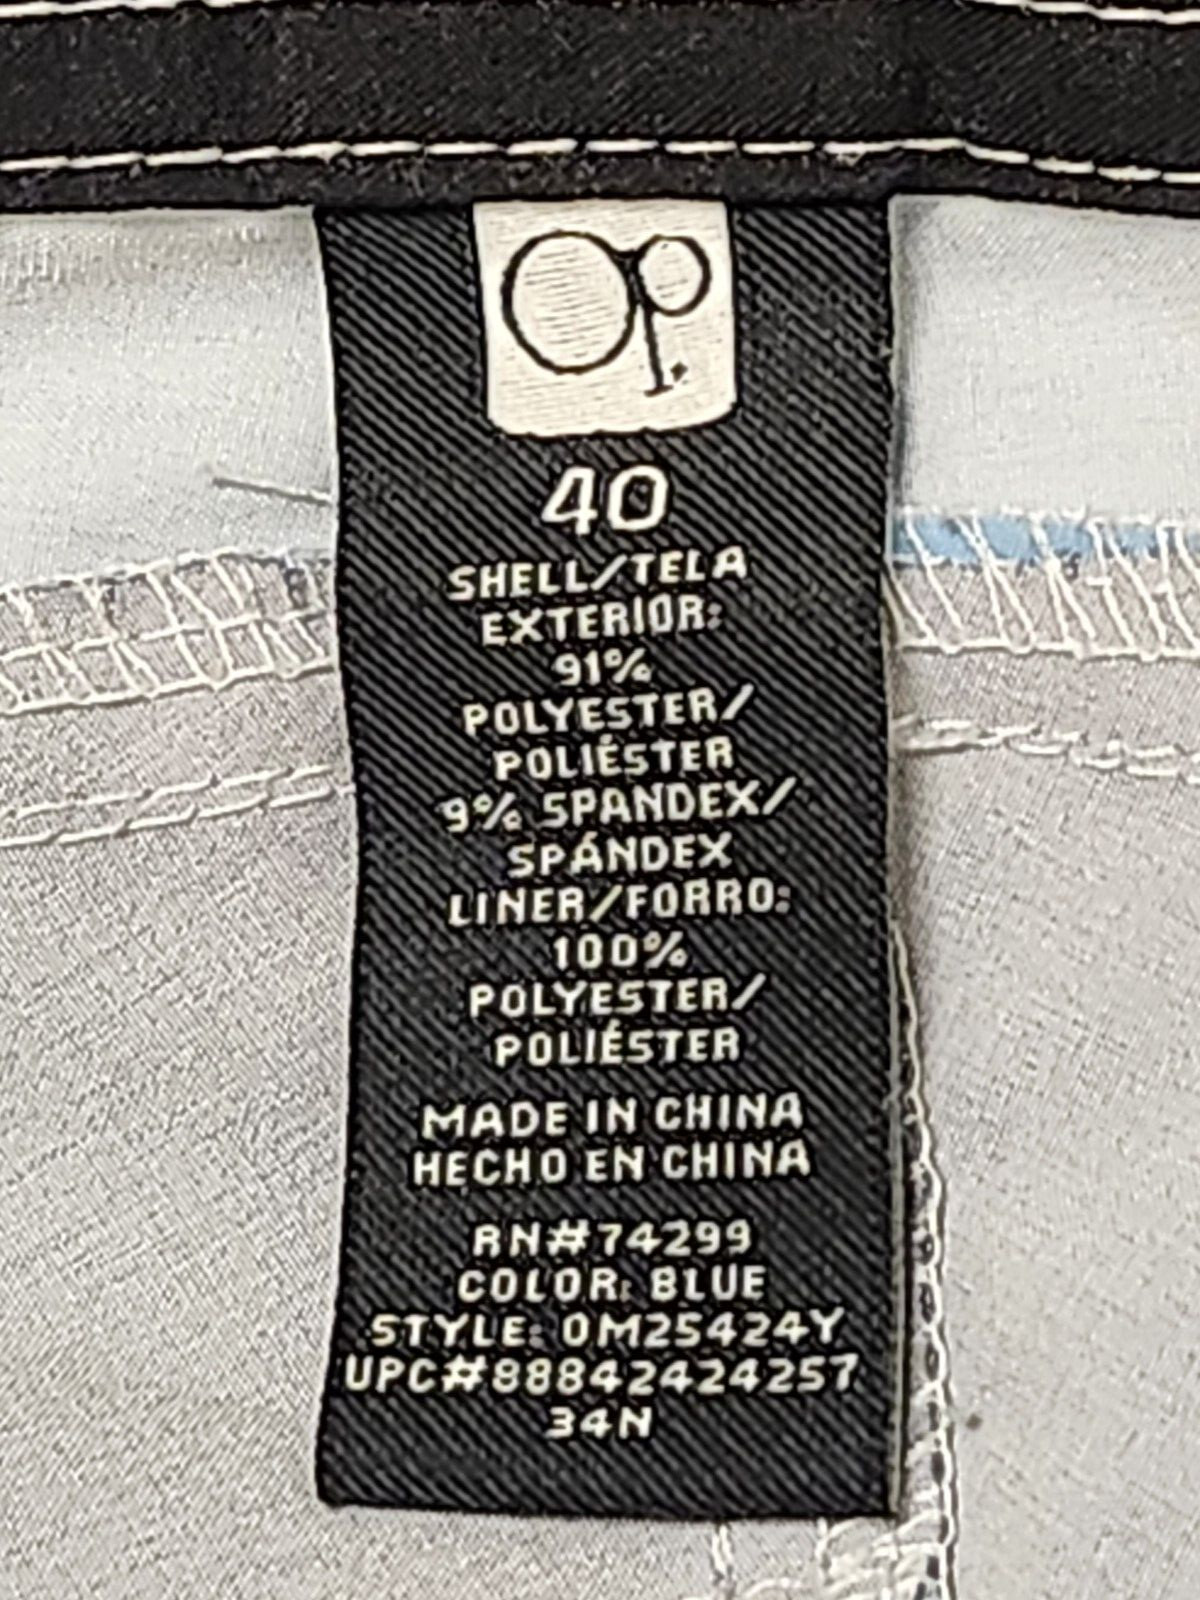 Op.
40
SHELL/TELA
EXTERIOR:
91%
POLYESTER/
POLIÉSTER
9% SPANDEX/
SPÁNDEX
LINER/FORRO:
100%
POLYESTER/
POLIÉSTER
MADE IN CHINA
HECHO EN CHINA
RN#74299
COLOR: BLUE
STYLE: OM25424Y
UPC#88842424257
34N